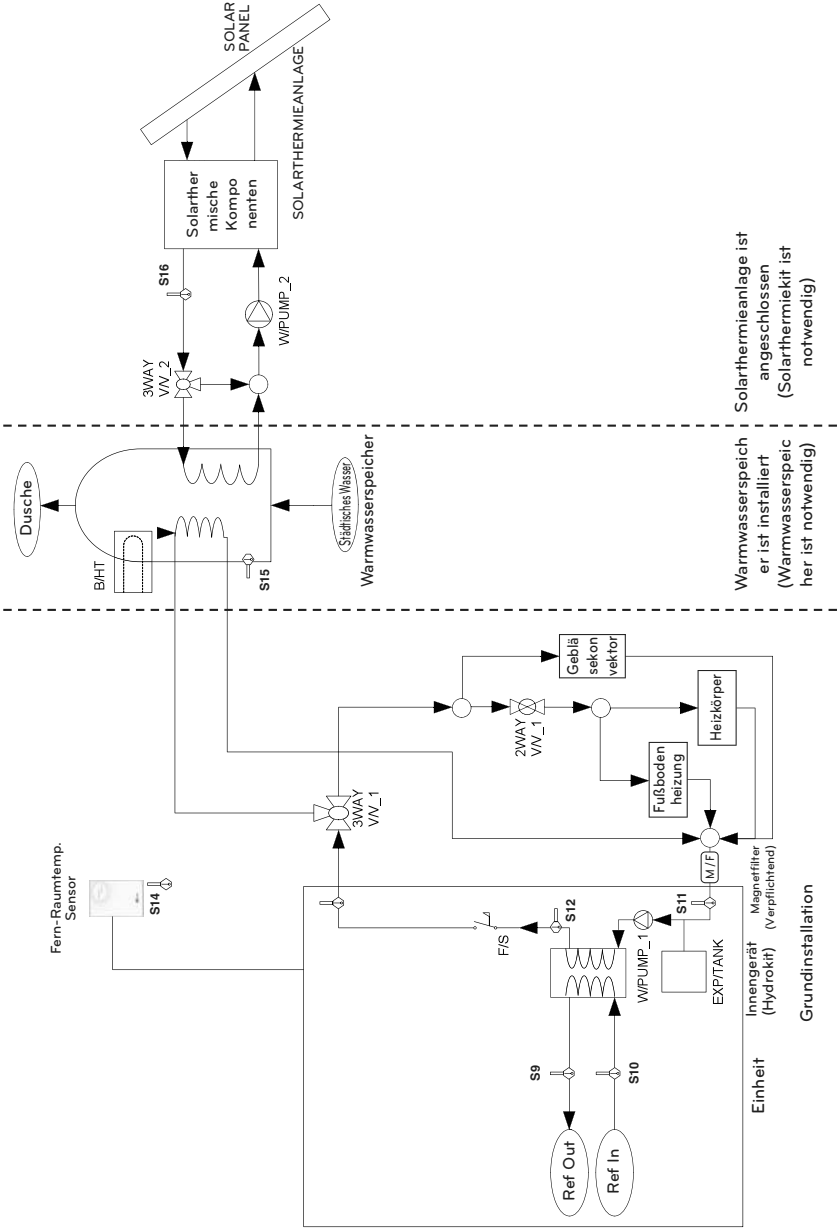 SOLAR
PANEL
SOLARTHERMIEANLAGE
Solarther
mische
Kompo
nenten
S16
W/PUMP_2
3WAY
V/V_2
Solarthermieanlage ist
angeschlossen
(Solarthermiekit ist
notwendig)
Dusche
Städtisches Wasser
Warmwasserspeicher
B/HT
S15
Warmwasserspeich
er ist installiert
(Warmwasserspeic
her ist notwendig)
Geblä
sekon
vektor
2WAY
V/V_1
Heizkörper
Fußboden
heizung
3WAY
V/V_1
M/F
Magnetfilter
(Verpflichtend)
Fern-Raumtemp.
Sensor
S14
S12
S11
F/S
W/PUMP_1
EXP/TANK
Innengerät
(Hydrokit)
Grundinstallation
S9
S10
Einheit
Ref Out
Ref In